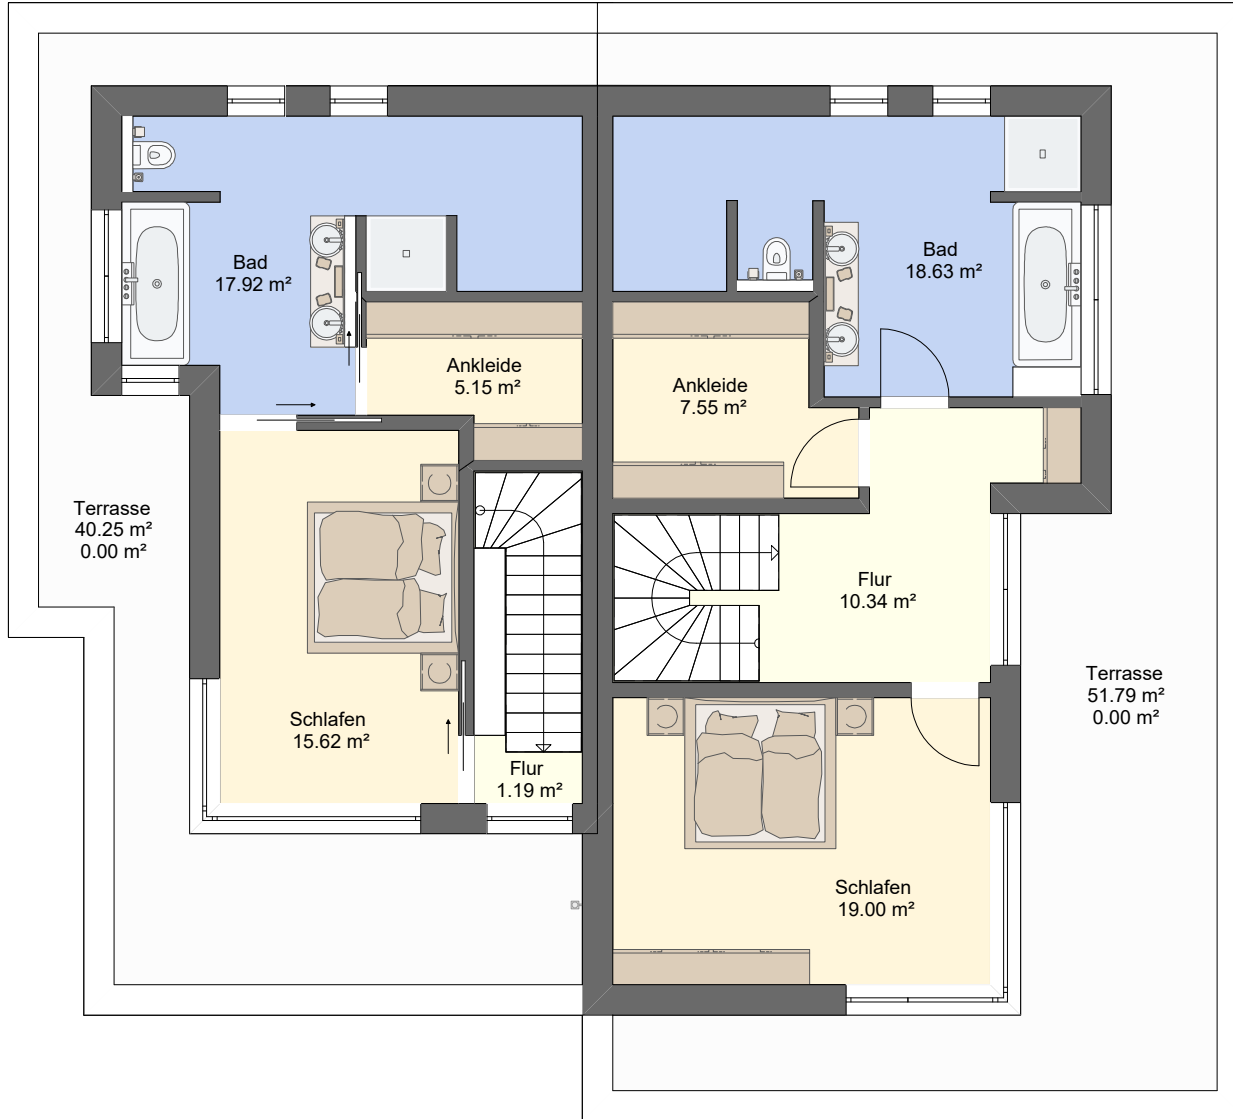 Bad
17.92 m²
Bad
18.63 m²
Ankleide
5.15 m²
Ankleide
7.55 m²
Terrasse
40.25 m²
0.00 m²
Flur
10.34 m²
Terrasse
51.79 m²
0.00 m²
Schlafen
15.62 m²
Flur
1.19 m²
Schlafen
19.00 m²